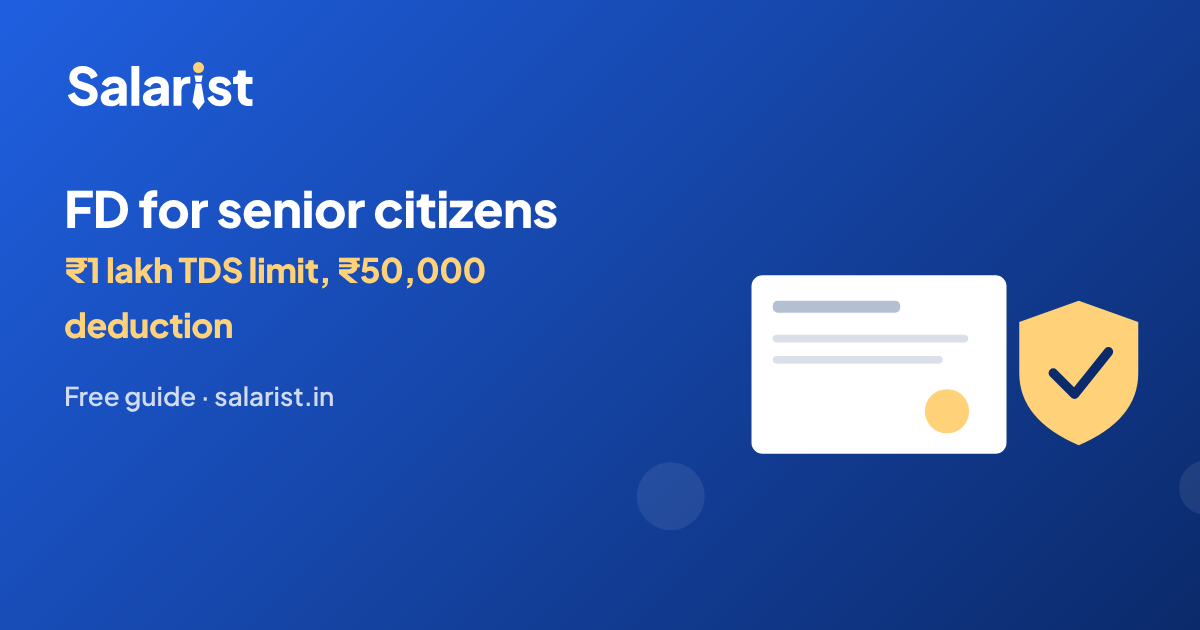 Salarist
FD for senior citizens
₹1 lakh TDS limit, ₹50,000
deduction
Free guide · salarist.in